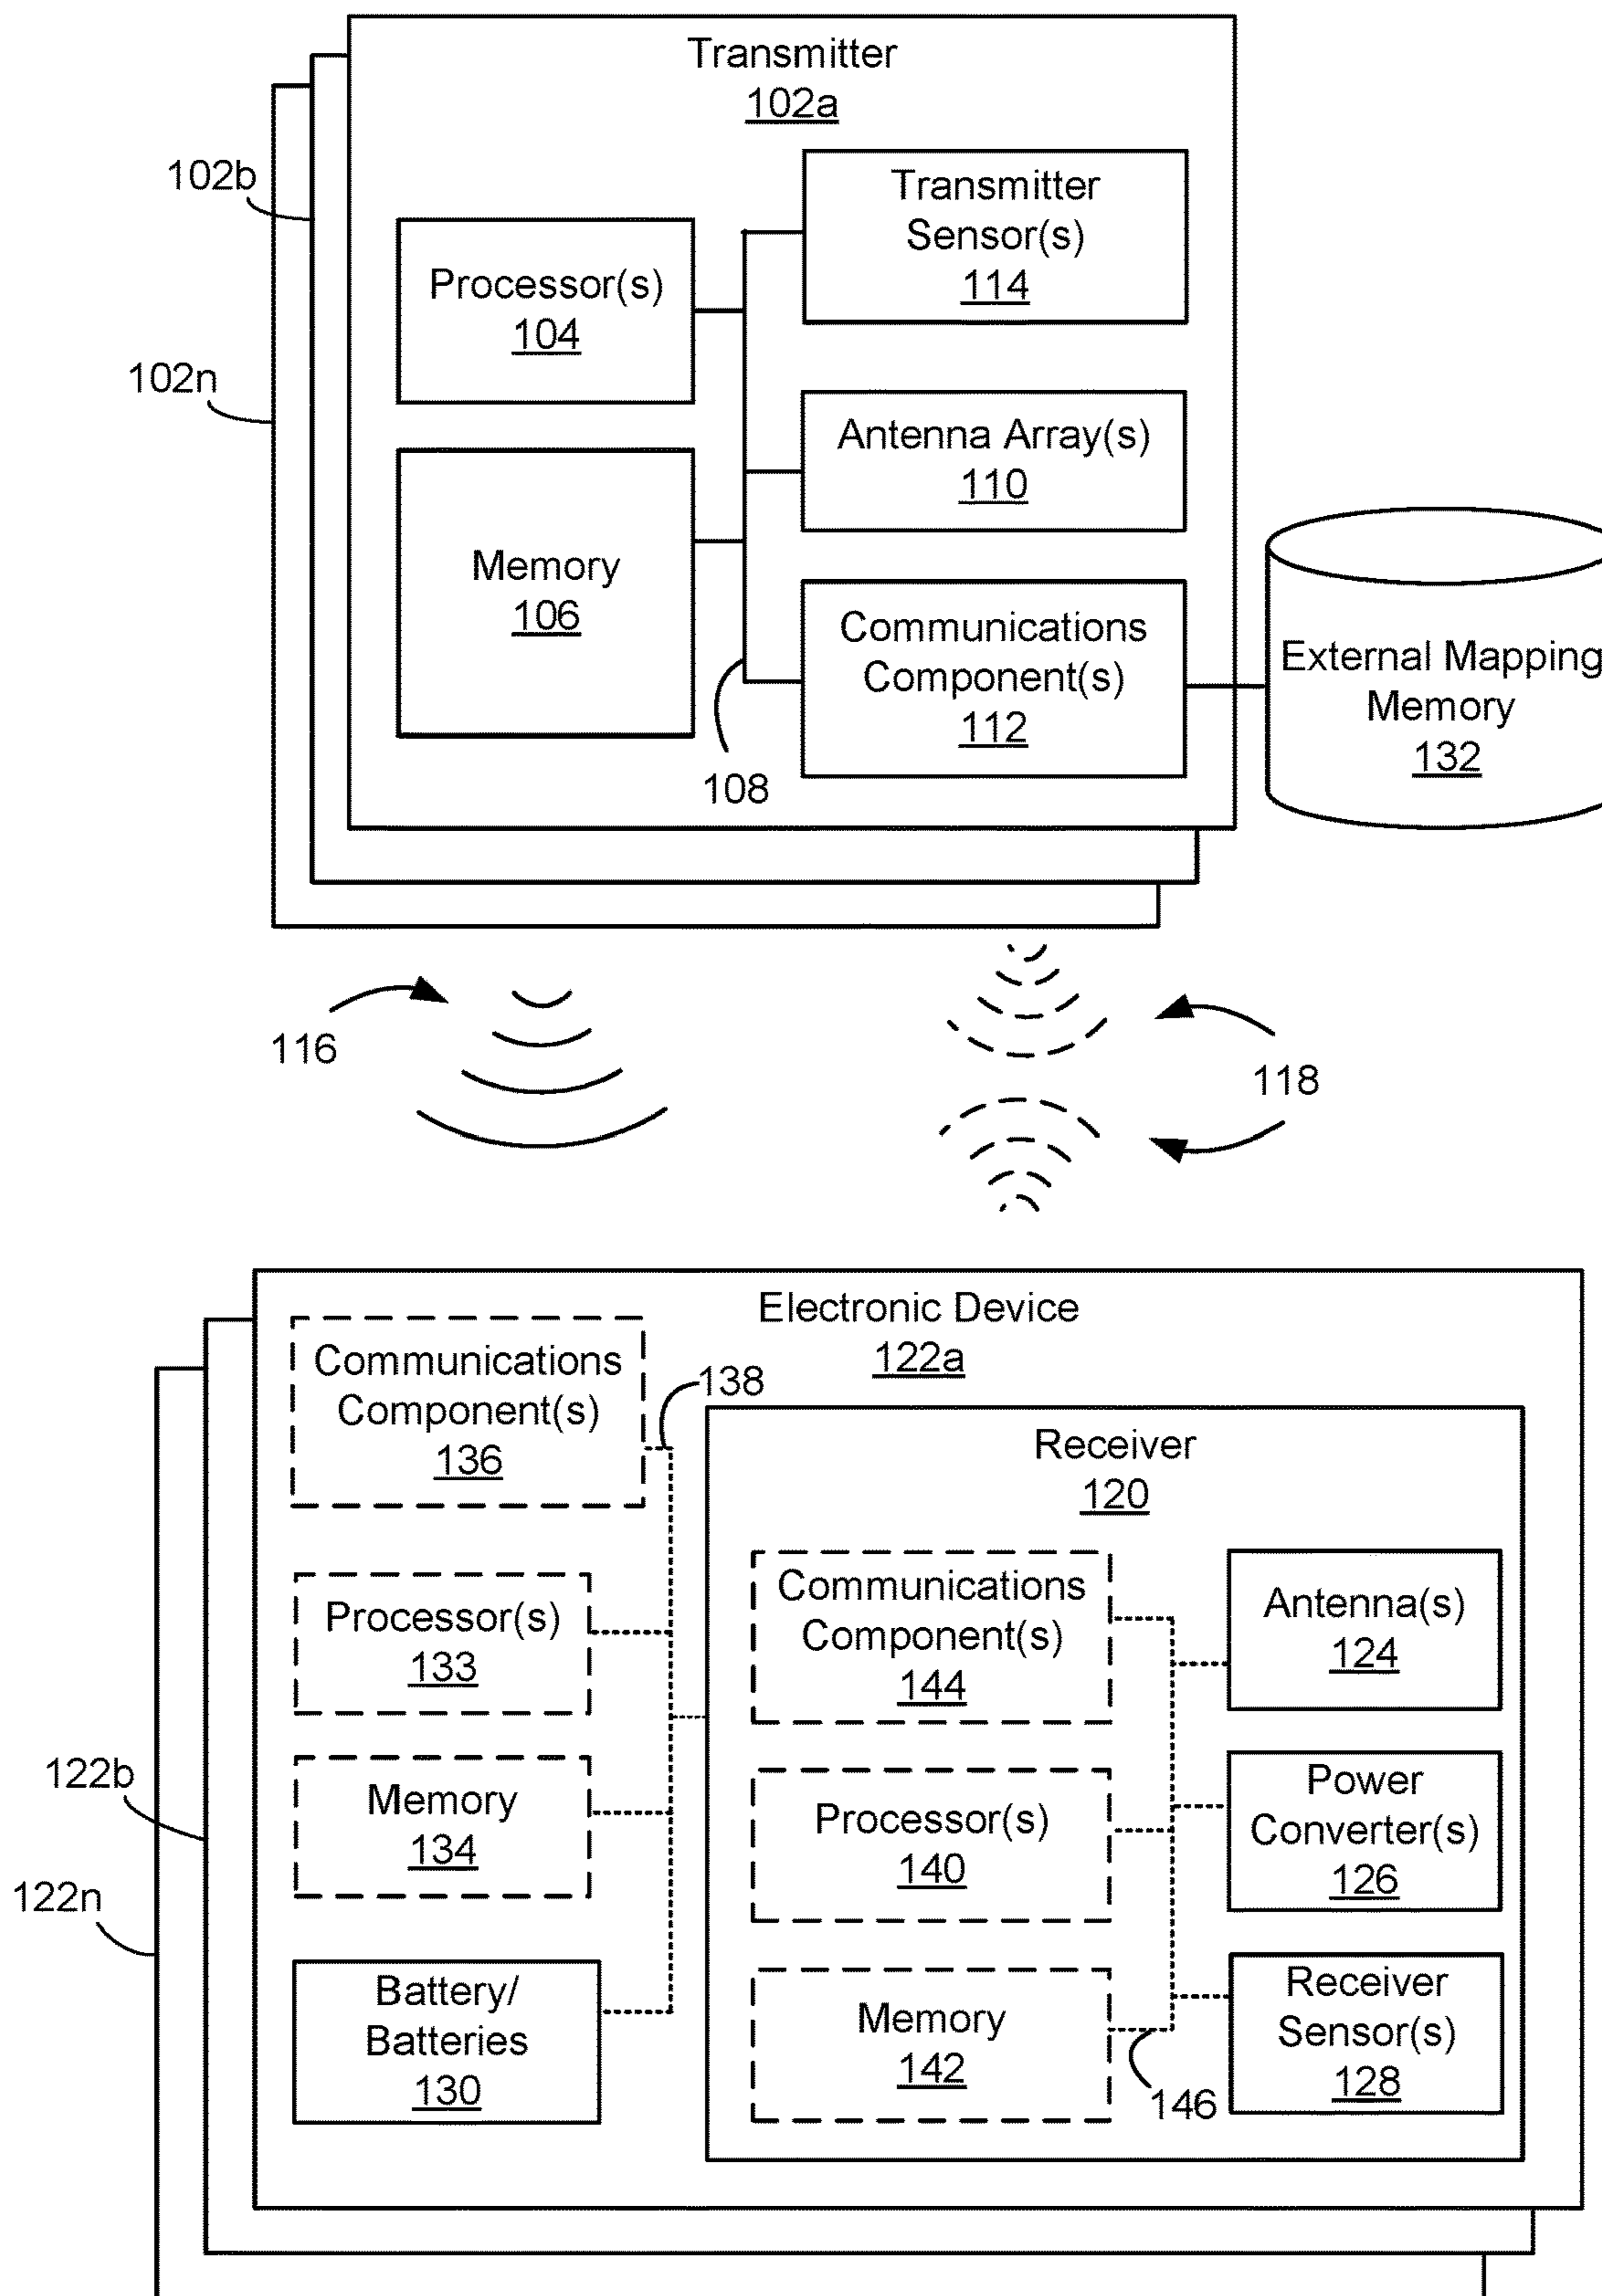 Transmitter
102a
102b
Transmitter
Sensor(s)
114
Processor(s)
104
102n
Antenna Array(s)
110
Memory
106
Communications
Component(s)
112
External Mapping
Memory
132
108
116
118
Electronic Device
122a
Communications
Component(s)
136
138
Receiver
120
Communications
Component(s)
144
Antenna(s)
124
Processor(s)
133
Power
Converter(s)
126
122b
Memory
134
Processor(s)
140
122n
Battery/
Batteries
130
Memory
142
146
Receiver
Sensor(s)
128